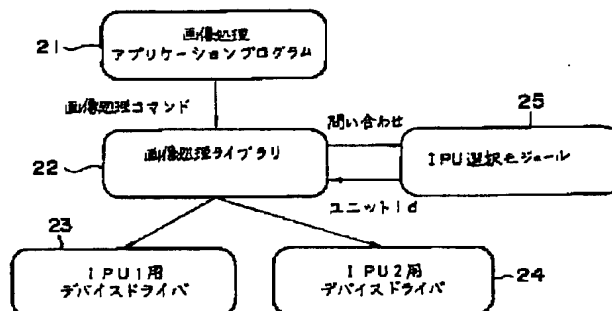 21
画像処理
アプリケーションプログラム
画像処理コマンド
22
画像処理ライブラリ
問い合わせ
ユニットId
25
IPU選択モジュール
23
IPU1用
デバイスドライバ
IPU2用
デバイスドライバ
24